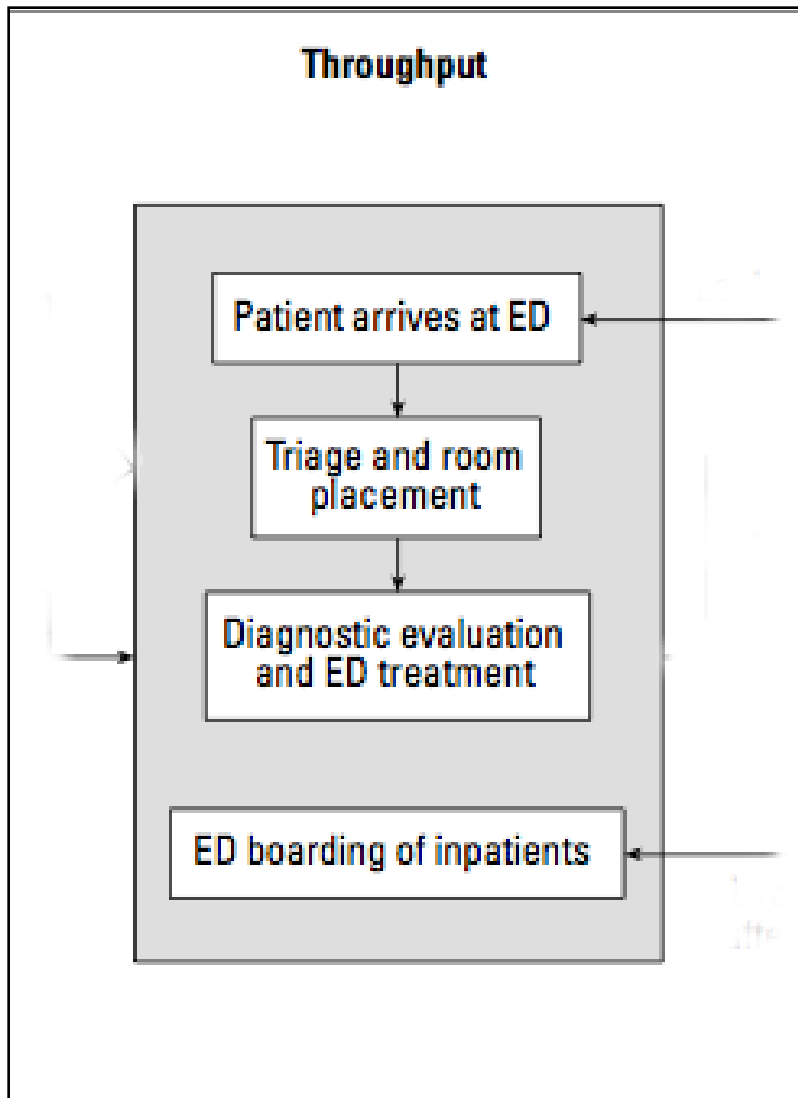 Throughput
Patient arrives at ED
Triage and room
placement
Diagnostic evaluation
and ED treatment
ED boarding of inpatients